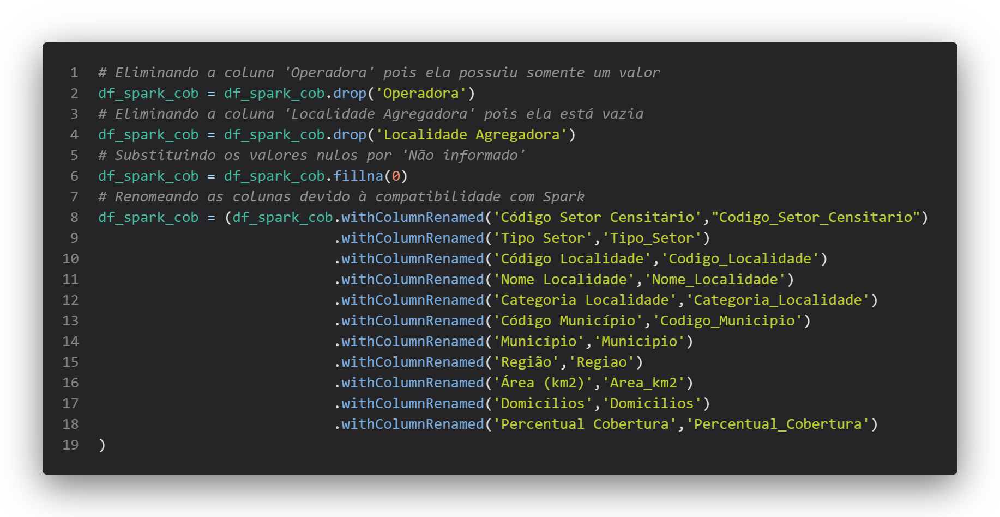 1 # Eliminando a coluna 'Operadora' pois ela possuiu somente um valor
2 df_spark_cob = df_spark_cob.drop('Operadora')
3 # Eliminando a coluna 'Localidade Agregadora' pois ela está vazia
4 df_spark_cob = df_spark_cob.drop('Localidade Agregadora')
5 # Substituindo os valores nulos por 'Não informado'
6 df_spark_cob = df_spark_cob.fillna(0)
7 # Renomeando as colunas devido à compatibilidade com Spark
8 df_spark_cob = (df_spark_cob.withColumnRenamed('Código Setor Censitário',"Codigo_Setor_Censitario")
9 .withColumnRenamed('Tipo Setor','Tipo_Setor')
10 .withColumnRenamed('Código Localidade','Codigo_Localidade')
11 .withColumnRenamed('Nome Localidade','Nome_Localidade')
12 .withColumnRenamed('Categoria Localidade','Categoria_Localidade')
13 .withColumnRenamed('Código Município','Codigo_Municipio')
14 .withColumnRenamed('Município','Municipio')
15 .withColumnRenamed('Região','Regiao')
16 .withColumnRenamed('Área (km2)','Area_km2')
17 .withColumnRenamed('Domicílios','Domicilios')
18 .withColumnRenamed('Percentual Cobertura','Percentual_Cobertura')
19 )